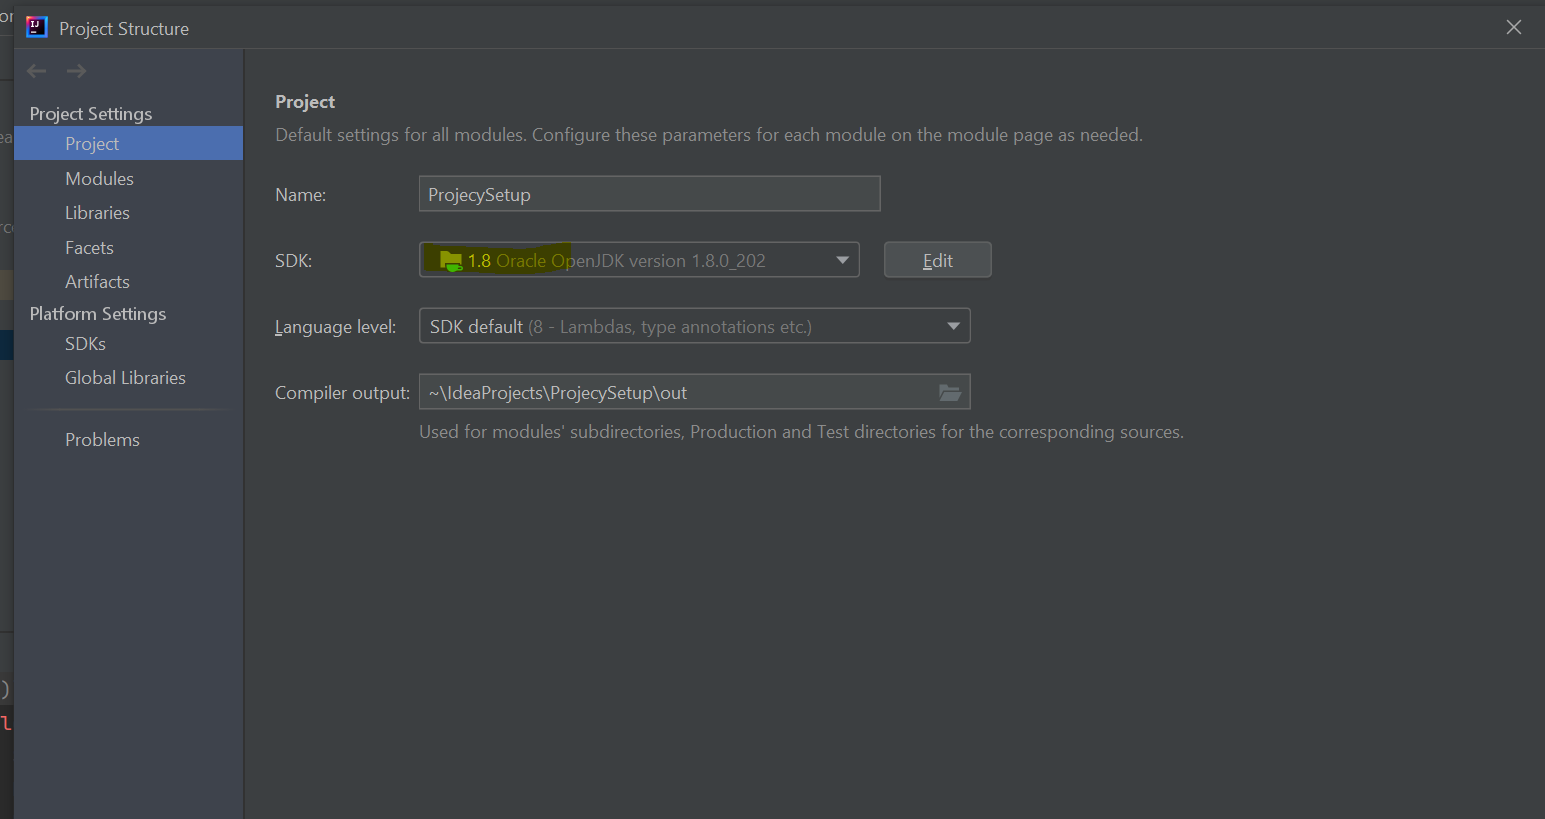 Project Structure
Project Settings
Project
Modules
Libraries
Facets
Artifacts
Platform Settings
SDKs
Global Libraries
Problems
Project
Default settings for all modules. Configure these parameters for each module on the module page as needed.
Name: ProjecySetup
SDK: 1.8 Oracle OpenJDK version 1.8.0_202 Edit
Language level: SDK default (8 - Lambdas, type annotations etc.)
Compiler output: ~\IdeaProjects\ProjecySetup\out
Used for modules' subdirectories, Production and Test directories for the corresponding sources.